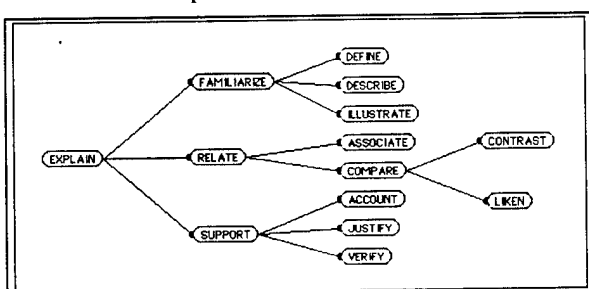 DEFINE
FAMILIARIZE
DESCRIBE
ILLUSTRATE
ASSOCIATE
CONTRAST
EXPLAIN
RELATE
COMPARE
ACCOUNT
LIKEN
SUPPORT
JUSTIFY
VERIFY